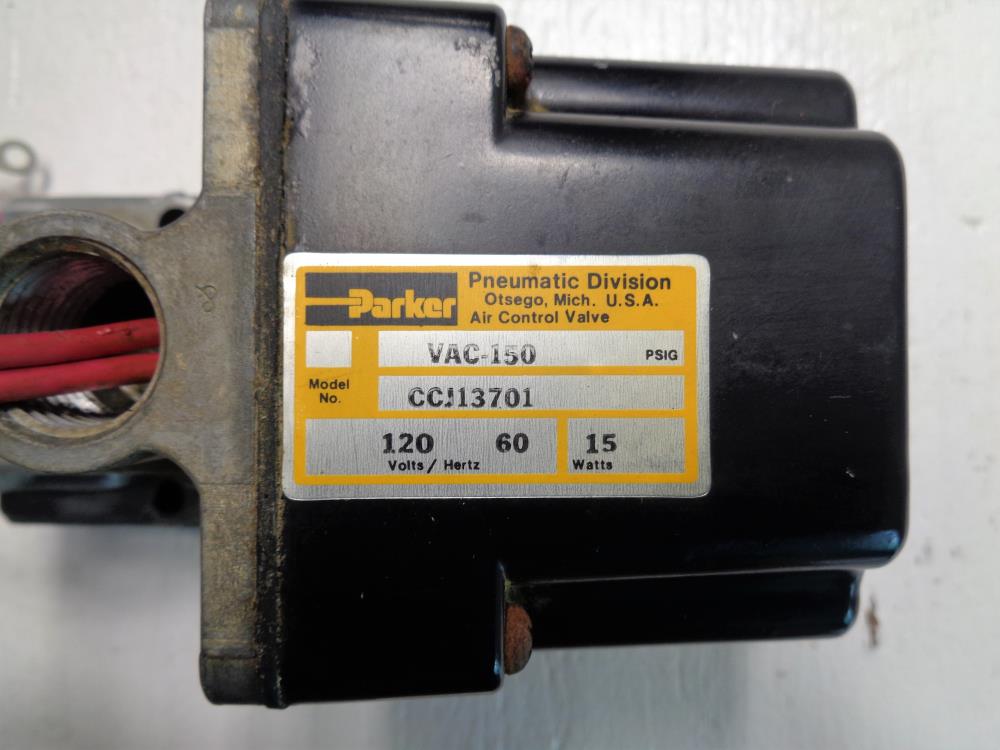 Parker
Pneumatic Division
Otsego, Mich. U.S.A.
Air Control Valve
VAC-150 PSIG
Model No. CCJ13701
120 60 15
Volts/Hertz Watts
8